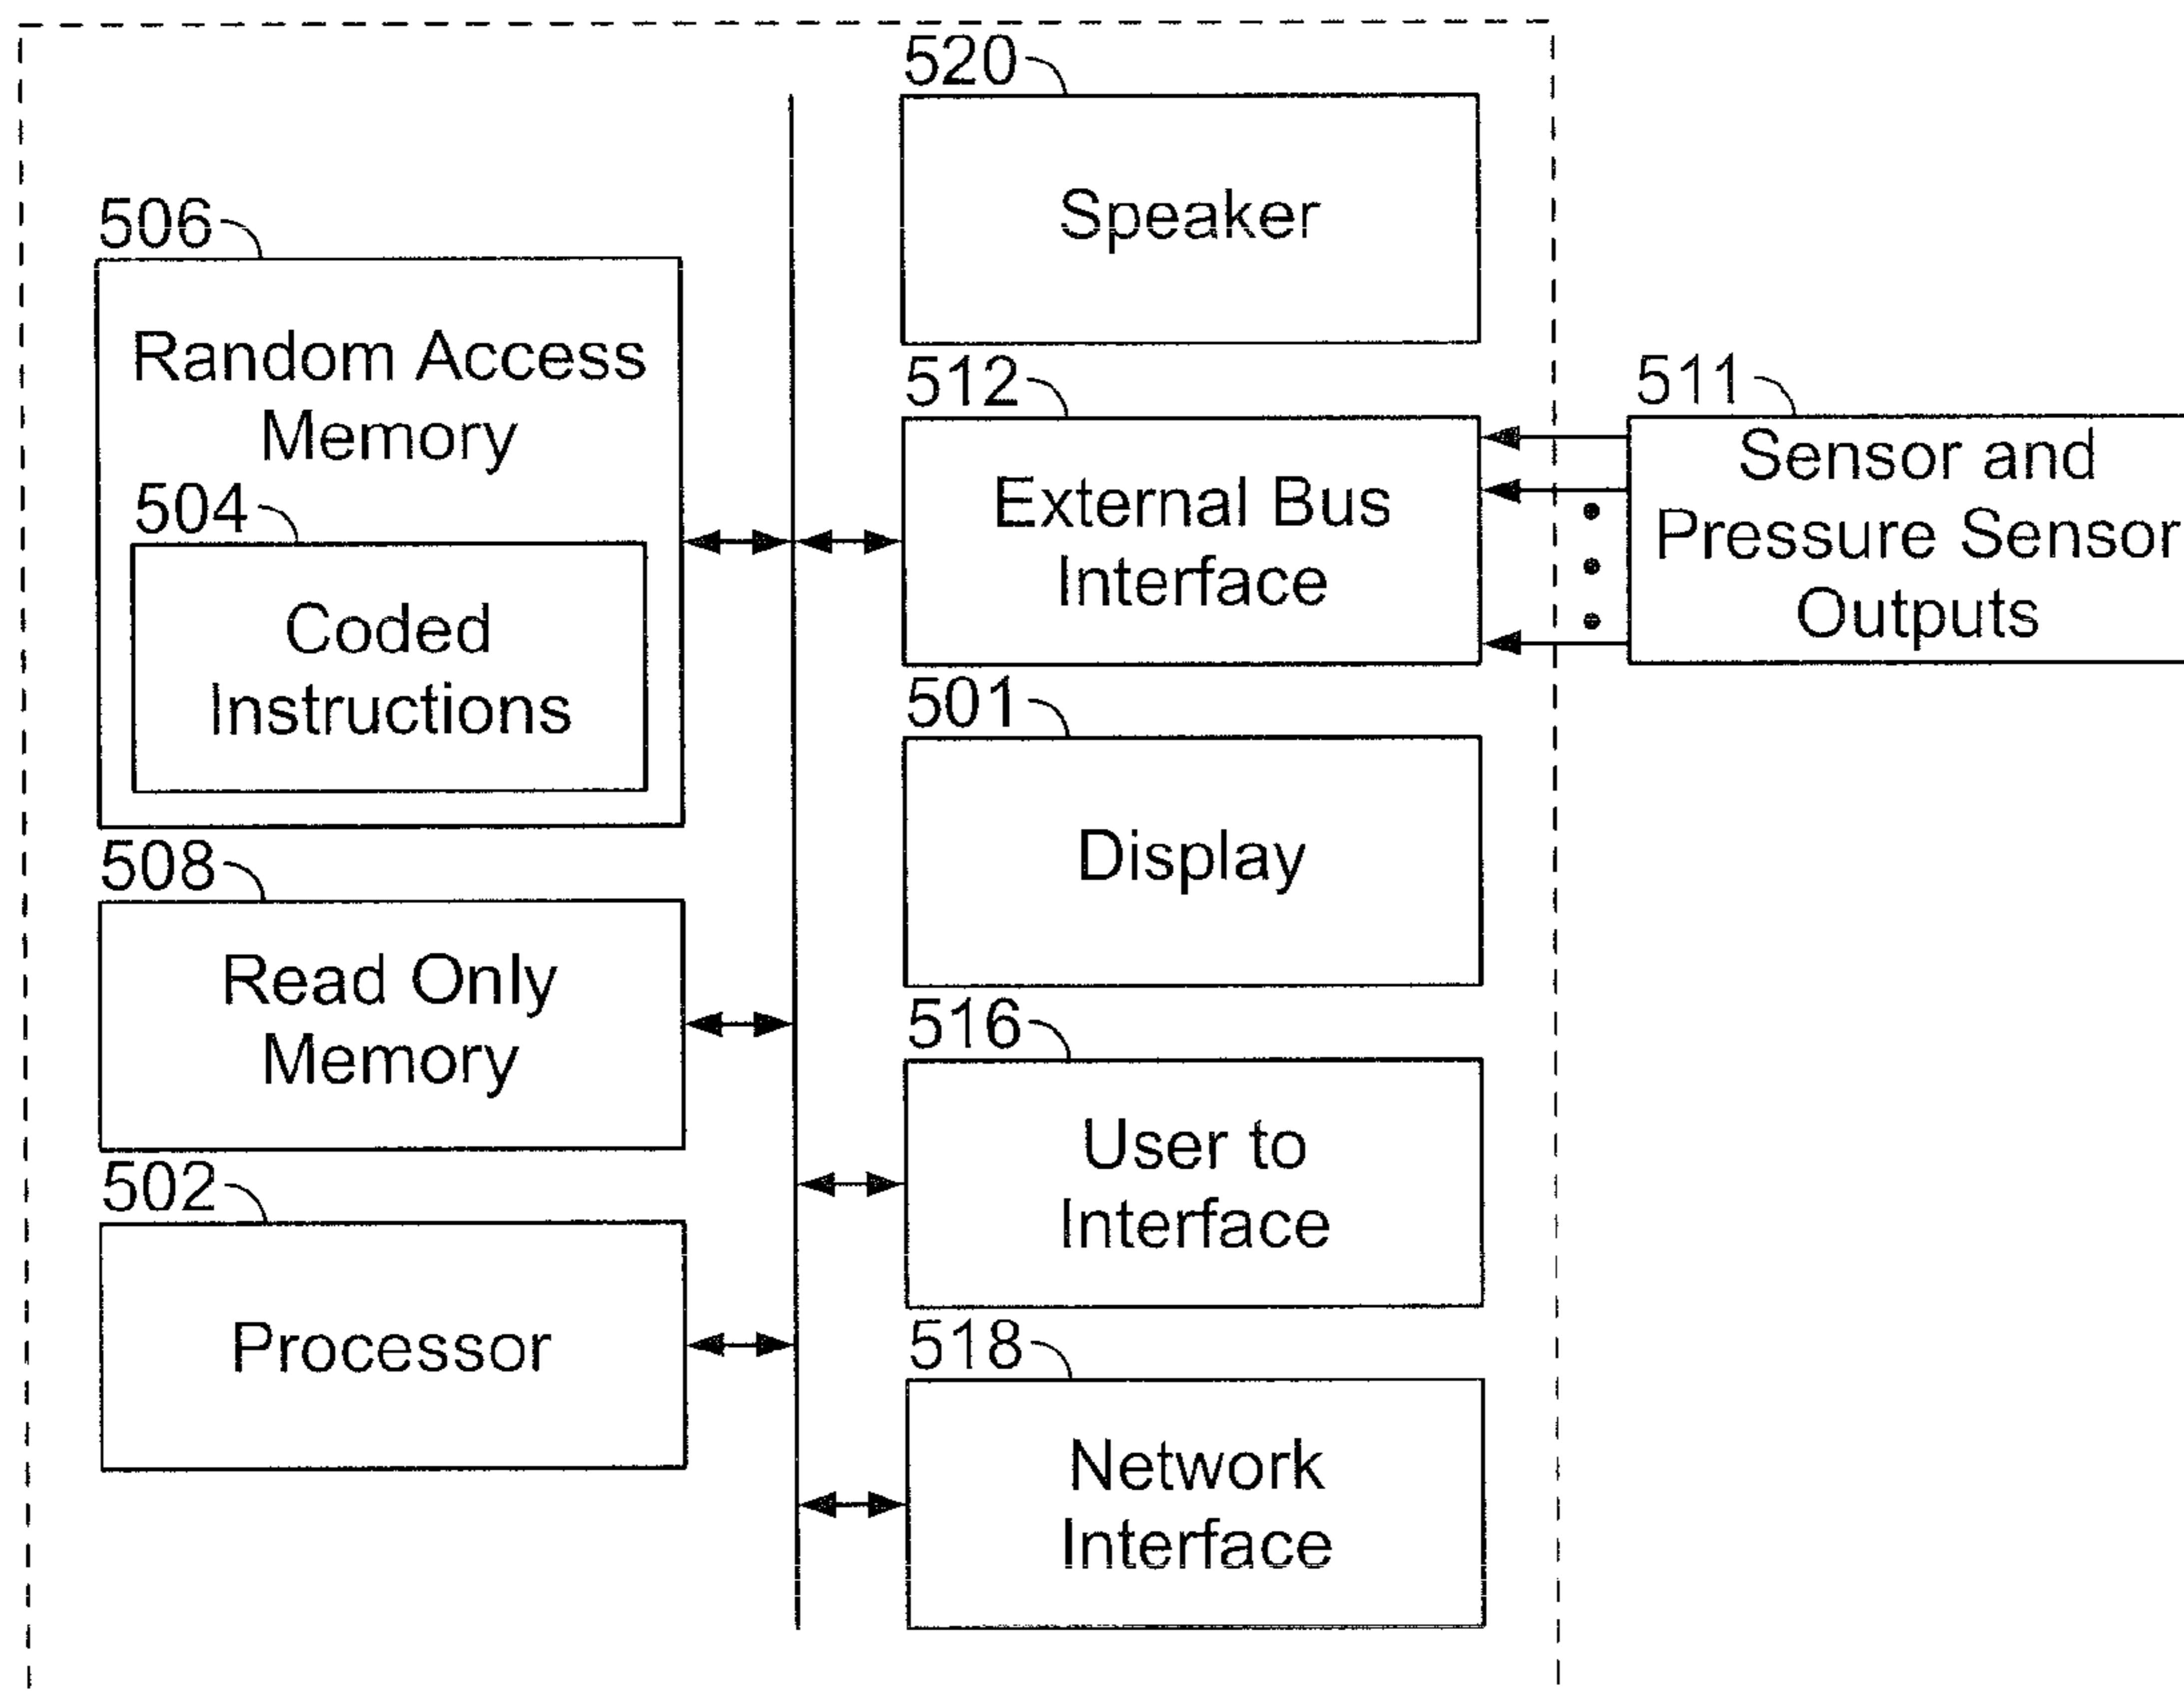 520
Speaker
506
Random Access
Memory
504
Coded
Instructions
512
External Bus
Interface
511
Sensor and
Pressure Sensor
Outputs
501
Display
508
Read Only
Memory
516
User to
Interface
502
Processor
518
Network
Interface